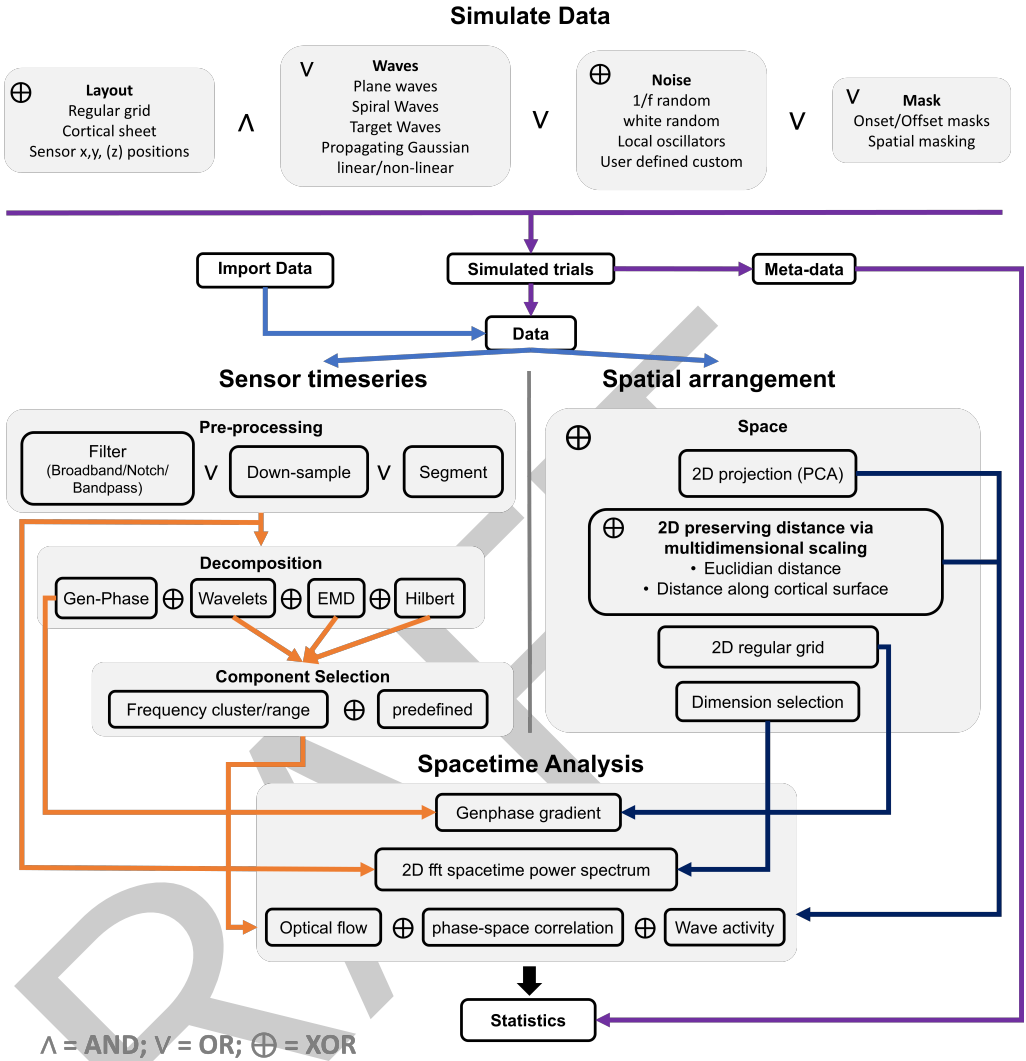 Simulate Data
⊕
Layout
Regular grid
Cortical sheet
Sensor x,y, (z) positions
∧
∨
Waves
Plane waves
Spiral Waves
Target Waves
Propagating Gaussian
linear/non-linear
∨
⊕
Noise
1/f random
white random
Local oscillators
User defined custom
∨
∨
Mask
Onset/Offset masks
Spatial masking
Import Data
Simulated trials
Meta-data
Data
Sensor timeseries
Spatial arrangement
Pre-processing
Filter
(Broadband/Notch/
Bandpass)
∨
Down-sample
∨
Segment
Decomposition
Gen-Phase ⊕ Wavelets ⊕ EMD ⊕ Hilbert
Component Selection
Frequency cluster/range ⊕ predefined
⊕
Space
2D projection (PCA)
⊕
2D preserving distance via
multidimensional scaling
• Euclidian distance
• Distance along cortical surface
2D regular grid
Dimension selection
Spacetime Analysis
Genphase gradient
2D fft spacetime power spectrum
Optical flow ⊕ phase-space correlation ⊕ Wave activity
Statistics
∧ = AND; ∨ = OR; ⊕ = XOR